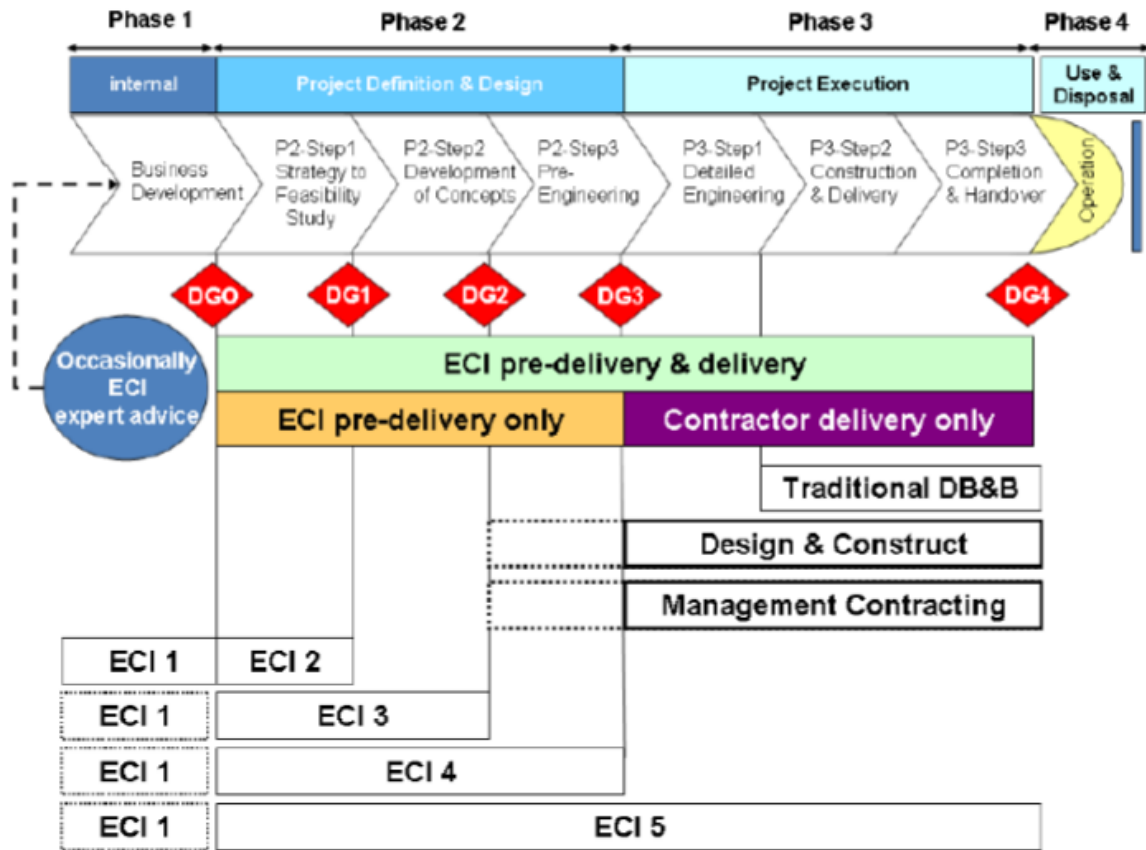 Phase 1
Phase 2
Phase 3
Phase 4
internal
Project Definition & Design
Project Execution
Use &
Disposal
Business
Development
P2-Step1
Strategy to
Feasibility
Study
P2-Step2
Development
of Concepts
P2-Step3
Pre-
Engineering
P3-Step1
Detailed
Engineering
P3-Step2
Construction
& Delivery
P3-Step3
Completion
& Handover
Operation
DG0
DG1
DG2
DG3
DG4
Occasionally
ECI
expert advice
ECI pre-delivery & delivery
ECI pre-delivery only
Contractor delivery only
Traditional DB&B
Design & Construct
Management Contracting
ECI 1
ECI 2
ECI 1
ECI 3
ECI 1
ECI 4
ECI 1
ECI 5